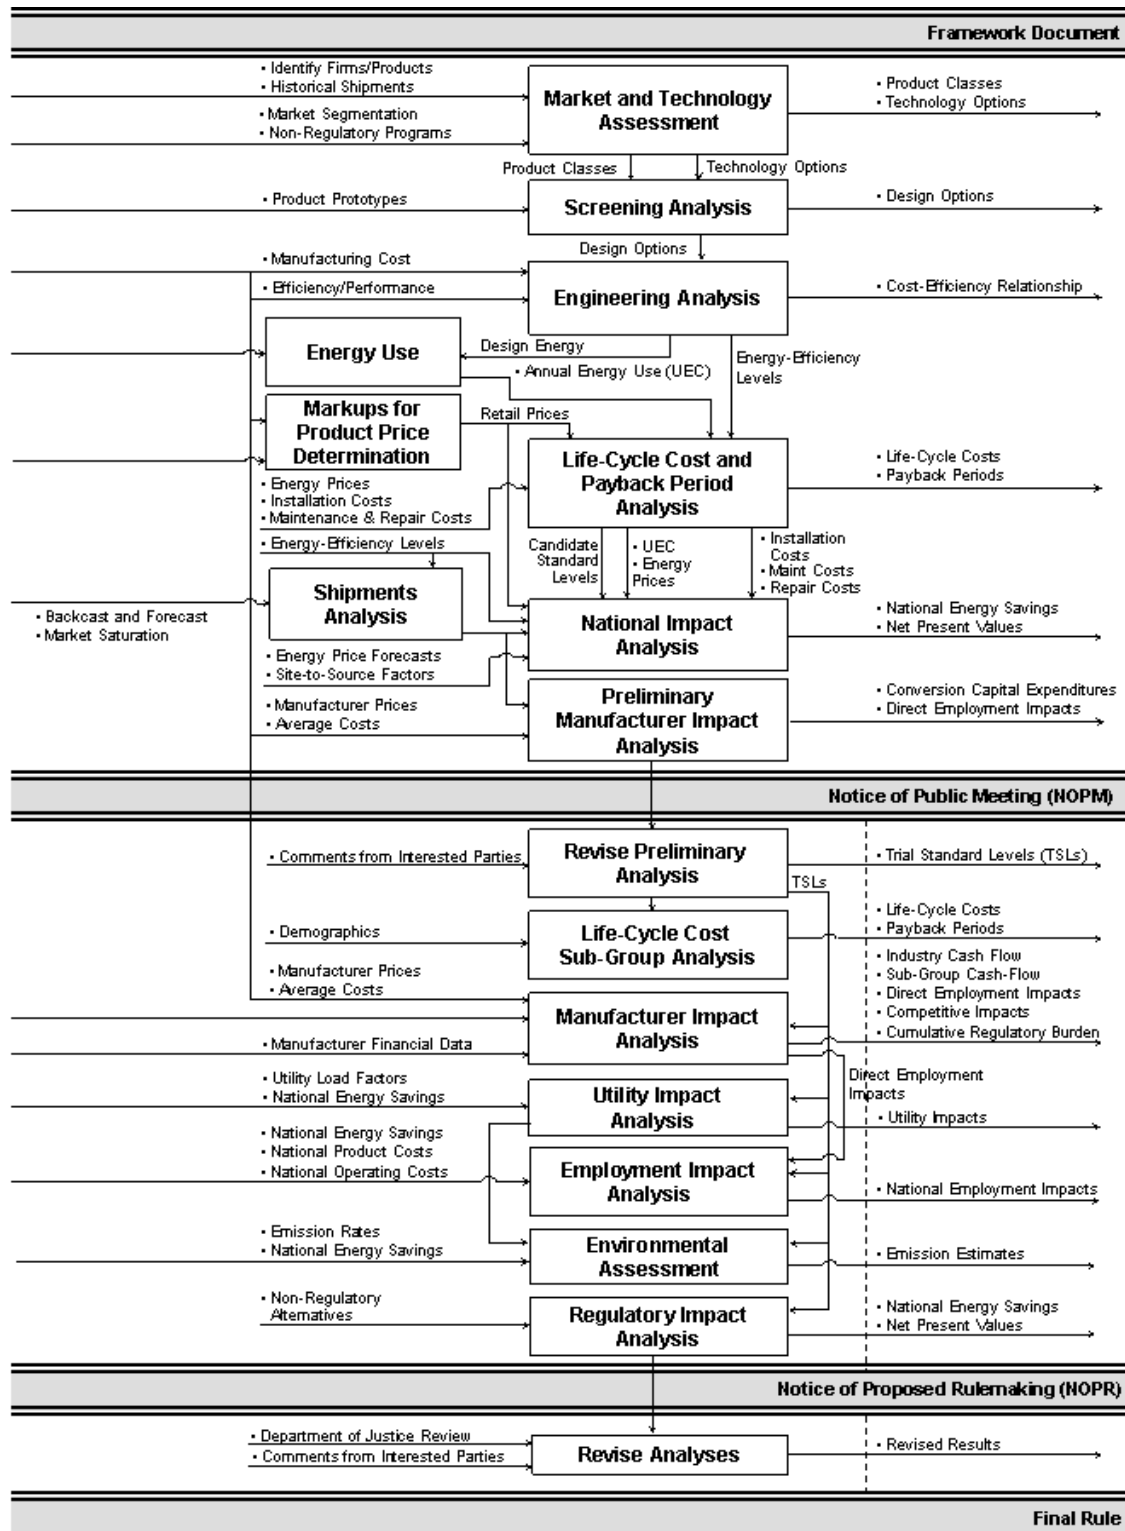 Framework Document
• Identify Firms/Products
• Historical Shipments
• Market Segmentation
• Non-Regulatory Programs
Market and Technology
Assessment
• Product Classes
• Technology Options
Product Classes
Technology Options
• Product Prototypes
Screening Analysis
• Design Options
Design Options
• Manufacturing Cost
• Efficiency/Performance
Engineering Analysis
• Cost-Efficiency Relationship
Energy Use
Design Energy
• Annual Energy Use (UEC)
Energy-Efficiency
Levels
Markups for
Product Price
Determination
Retail Prices
• Energy Prices
• Installation Costs
• Maintenance & Repair Costs
Life-Cycle Cost and
Payback Period
Analysis
• Life-Cycle Costs
• Payback Periods
• Energy-Efficiency Levels
Candidate
Standard
Levels
• UEC
• Energy
Prices
• Installation
Costs
• Maint Costs
• Repair Costs
Shipments
Analysis
• Backcast and Forecast
• Market Saturation
National Impact
Analysis
• National Energy Savings
• Net Present Values
• Energy Price Forecasts
• Site-to-Source Factors
• Manufacturer Prices
• Average Costs
Preliminary
Manufacturer Impact
Analysis
• Conversion Capital Expenditures
• Direct Employment Impacts
Notice of Public Meeting (NOPM)
• Comments from Interested Parties
Revise Preliminary
Analysis
• Trial Standard Levels (TSLs)
TSLs
• Demographics
Life-Cycle Cost
Sub-Group Analysis
• Life-Cycle Costs
• Payback Periods
• Manufacturer Prices
• Average Costs
• Manufacturer Financial Data
Manufacturer Impact
Analysis
• Industry Cash Flow
• Sub-Group Cash-Flow
• Direct Employment Impacts
• Competitive Impacts
• Cumulative Regulatory Burden
Direct Employment
Impacts
• Utility Load Factors
• National Energy Savings
Utility Impact
Analysis
• Utility Impacts
• National Energy Savings
• National Product Costs
• National Operating Costs
Employment Impact
Analysis
• National Employment Impacts
• Emission Rates
• National Energy Savings
Environmental
Assessment
• Emission Estimates
• Non-Regulatory
Alternatives
Regulatory Impact
Analysis
• National Energy Savings
• Net Present Values
Notice of Proposed Rulemaking (NOPR)
• Department of Justice Review
• Comments from Interested Parties
Revise Analyses
• Revised Results
Final Rule